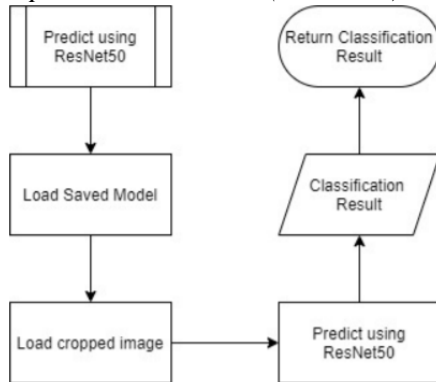 Predict using
ResNet50
Load Saved Model
Load cropped image
Predict using
ResNet50
Classification
Result
Return Classification
Result